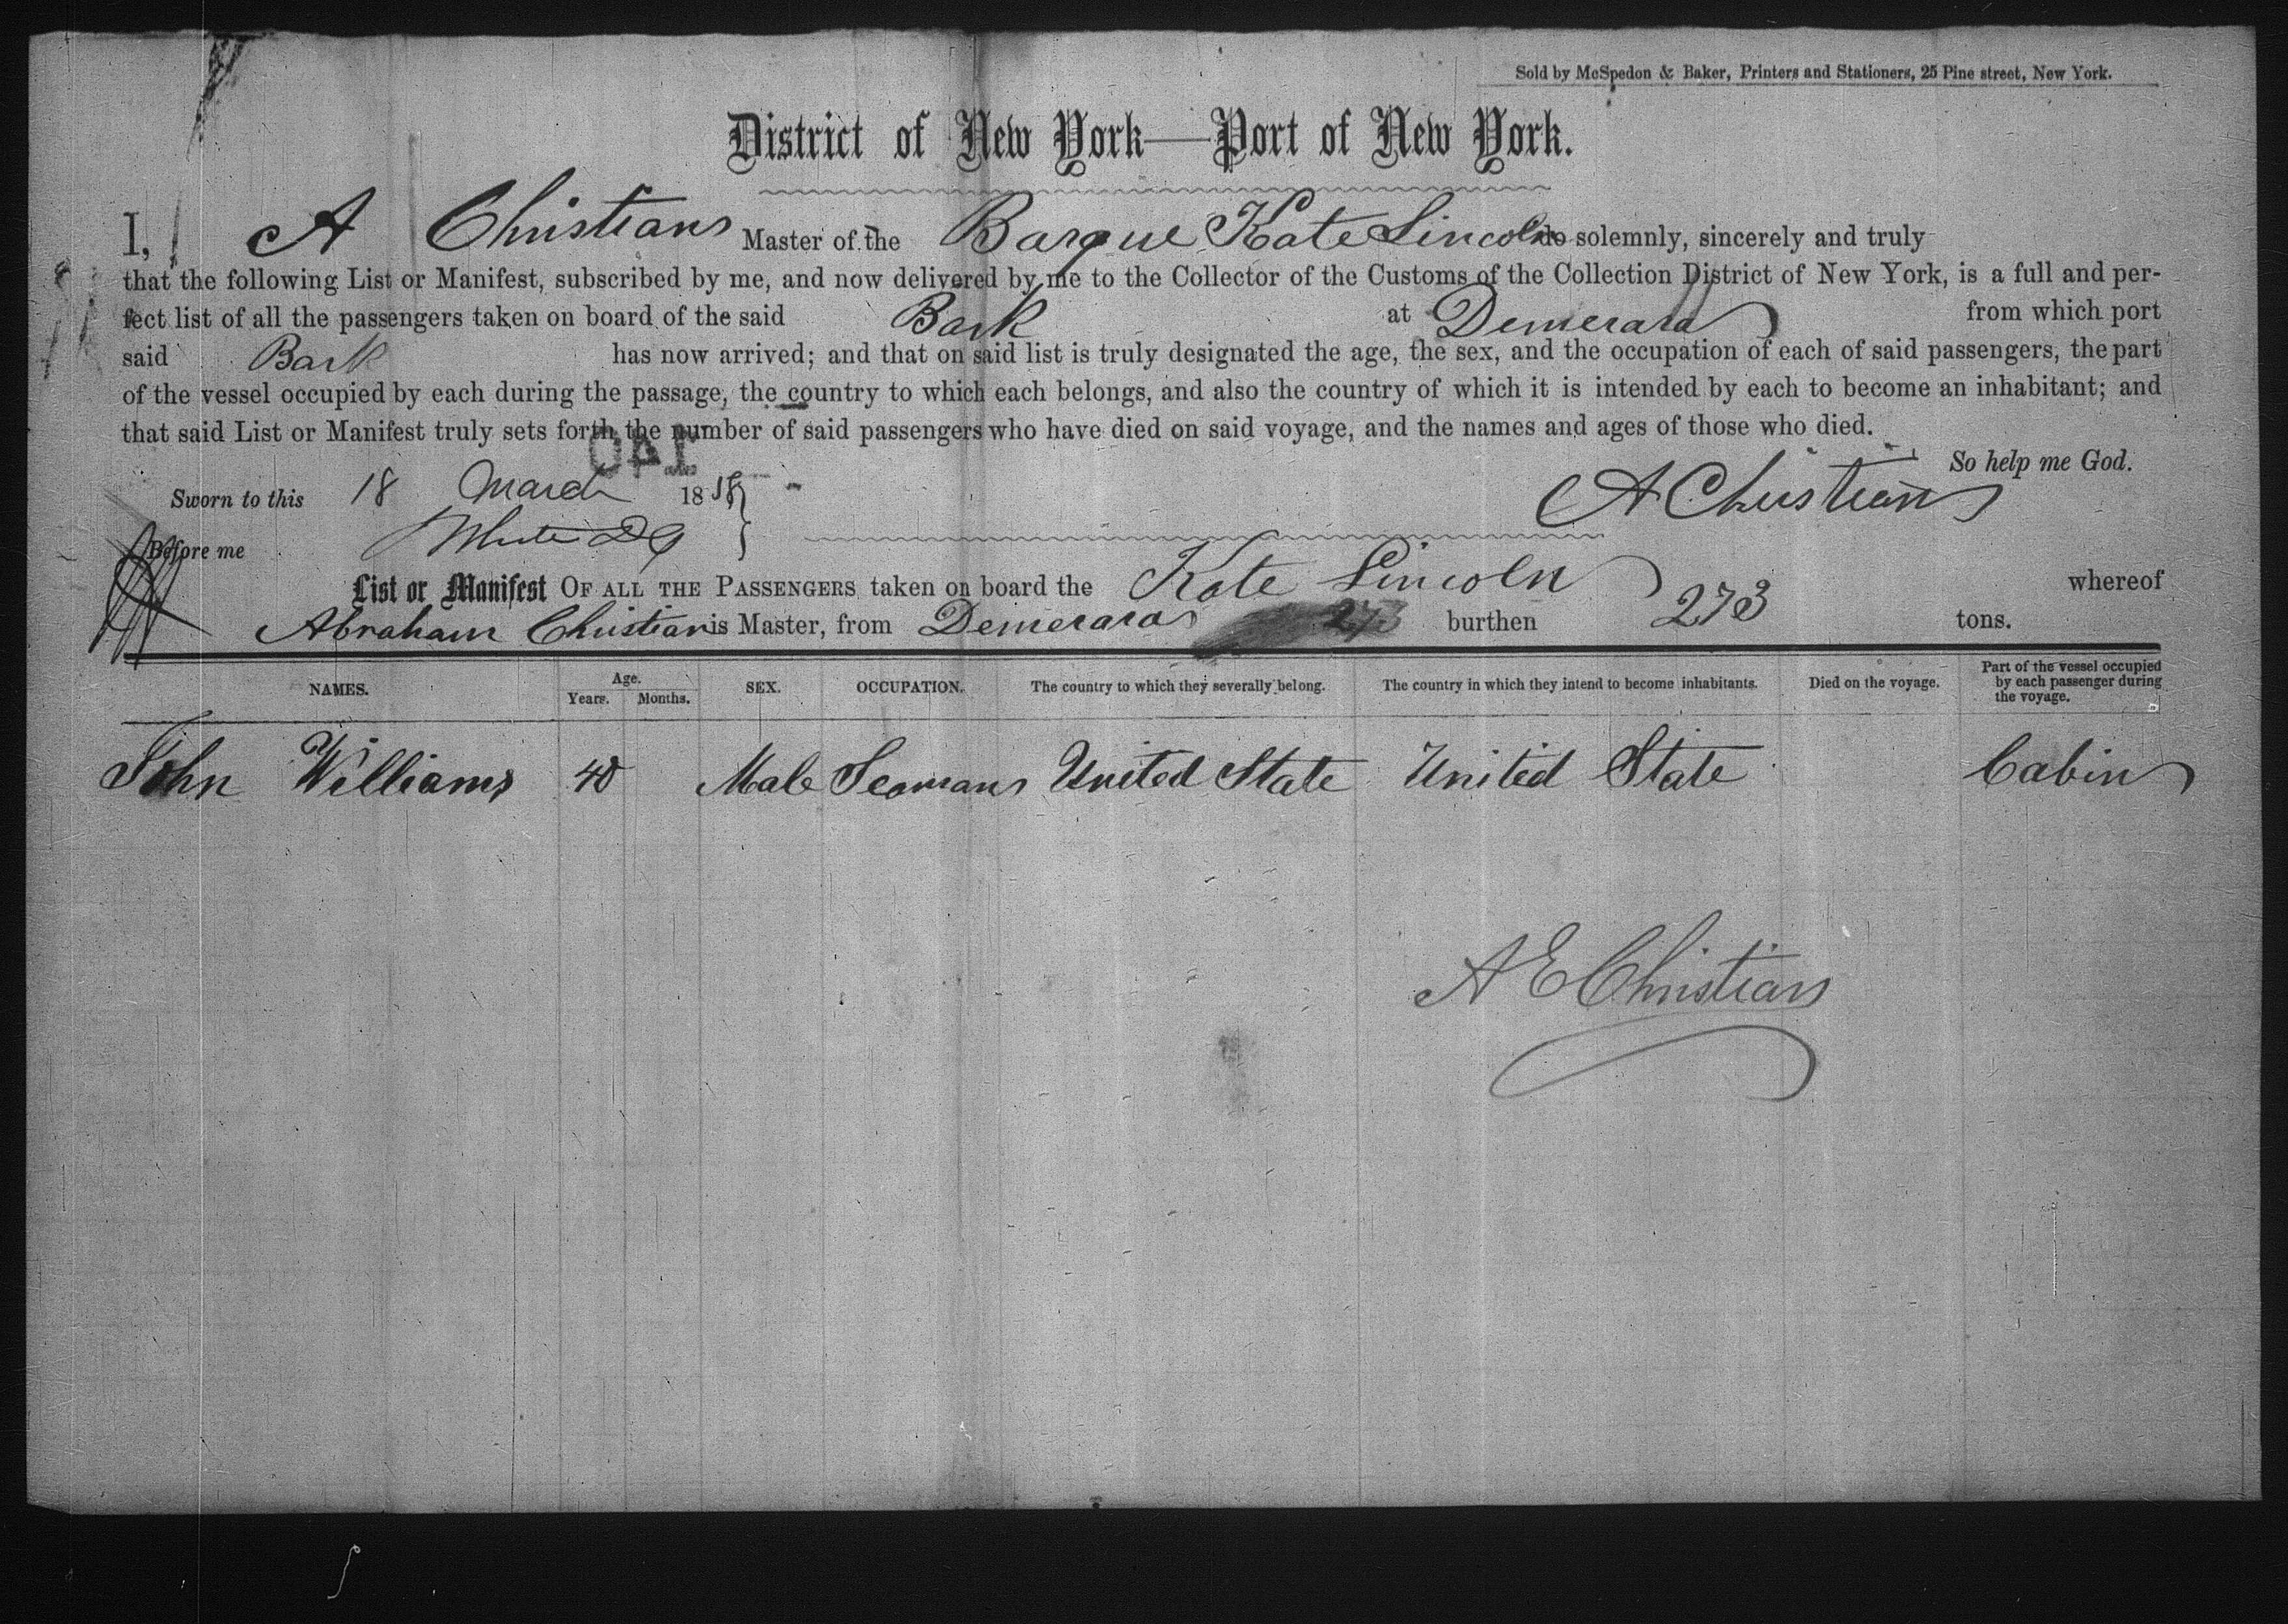 Sold by McSpedon & Baker, Printers and Stationers, 25 Pine street, New York.
District of New York—Port of New York.
I, A Christians Master of the Barque Kate Lincoln do solemnly, sincerely and truly
that the following List or Manifest, subscribed by me, and now delivered by me to the Collector of the Customs of the Collection District of New York, is a full and per-
fect list of all the passengers taken on board of the said Bark at Demerara from which port
said Bark has now arrived; and that on said list is truly designated the age, the sex, and the occupation of each of said passengers, the part
of the vessel occupied by each during the passage, the country to which each belongs, and also the country of which it is intended by each to become an inhabitant; and
that said List or Manifest truly sets forth the number of said passengers who have died on said voyage, and the names and ages of those who died.
So help me God.
Sworn to this 18 March 18 A Christians
Before me White
List or Manifest OF ALL THE PASSENGERS taken on board the Kate Lincoln whereof
Abraham Christian is Master, from Demerara 273 burthen 273 tons.
NAMES. Age. Years. Months. SEX. OCCUPATION. The country to which they severally belong. The country in which they intend to become inhabitants. Died on the voyage. Part of the vessel occupied by each passenger during the voyage.
John Williams 40 Male Seaman United State United State Cabin
A E Christians